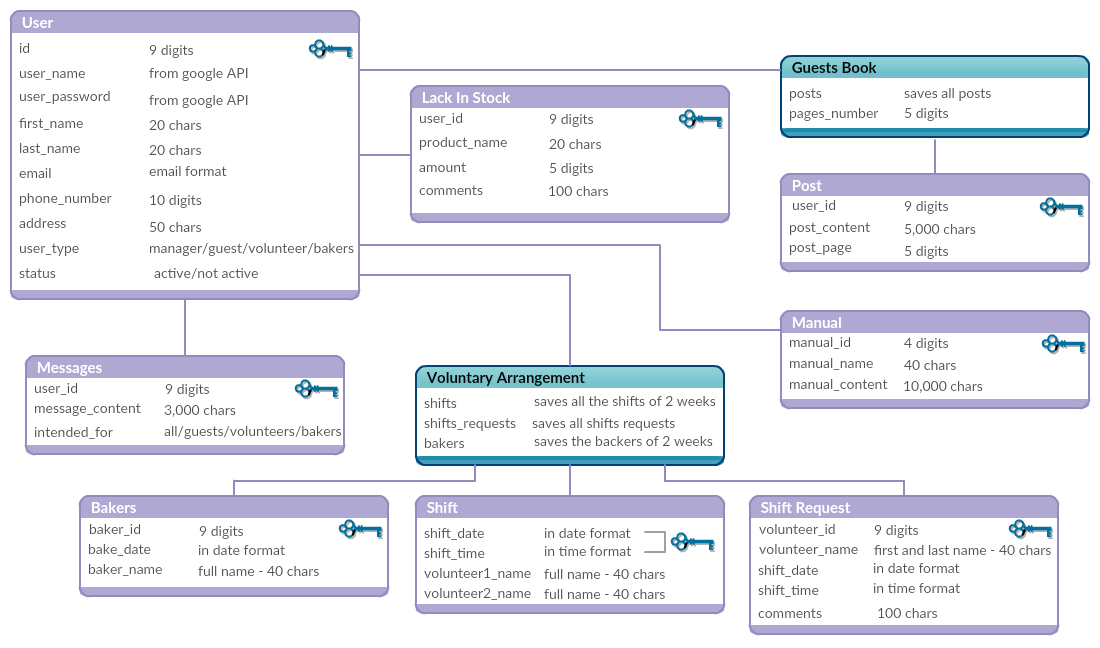 User
id 9 digits
user_name from google API
user_password from google API
first_name 20 chars
last_name 20 chars
email email format
phone_number 10 digits
address 50 chars
user_type manager/guest/volunteer/bakers
status active/not active
Lack In Stock
user_id 9 digits
product_name 20 chars
amount 5 digits
comments 100 chars
Guests Book
posts saves all posts
pages_number 5 digits
Post
user_id 9 digits
post_content 5,000 chars
post_page 5 digits
Manual
manual_id 4 digits
manual_name 40 chars
manual_content 10,000 chars
Messages
user_id 9 digits
message_content 3,000 chars
intended_for all/guests/volunteers/bakers
Voluntary Arrangement
shifts saves all the shifts of 2 weeks
shifts_requests saves all shifts requests
bakers saves the backers of 2 weeks
Bakers
baker_id 9 digits
bake_date in date format
baker_name full name - 40 chars
Shift
shift_date in date format
shift_time in time format
volunteer1_name full name - 40 chars
volunteer2_name full name - 40 chars
Shift Request
volunteer_id 9 digits
volunteer_name first and last name - 40 chars
shift_date in date format
shift_time in time format
comments 100 chars